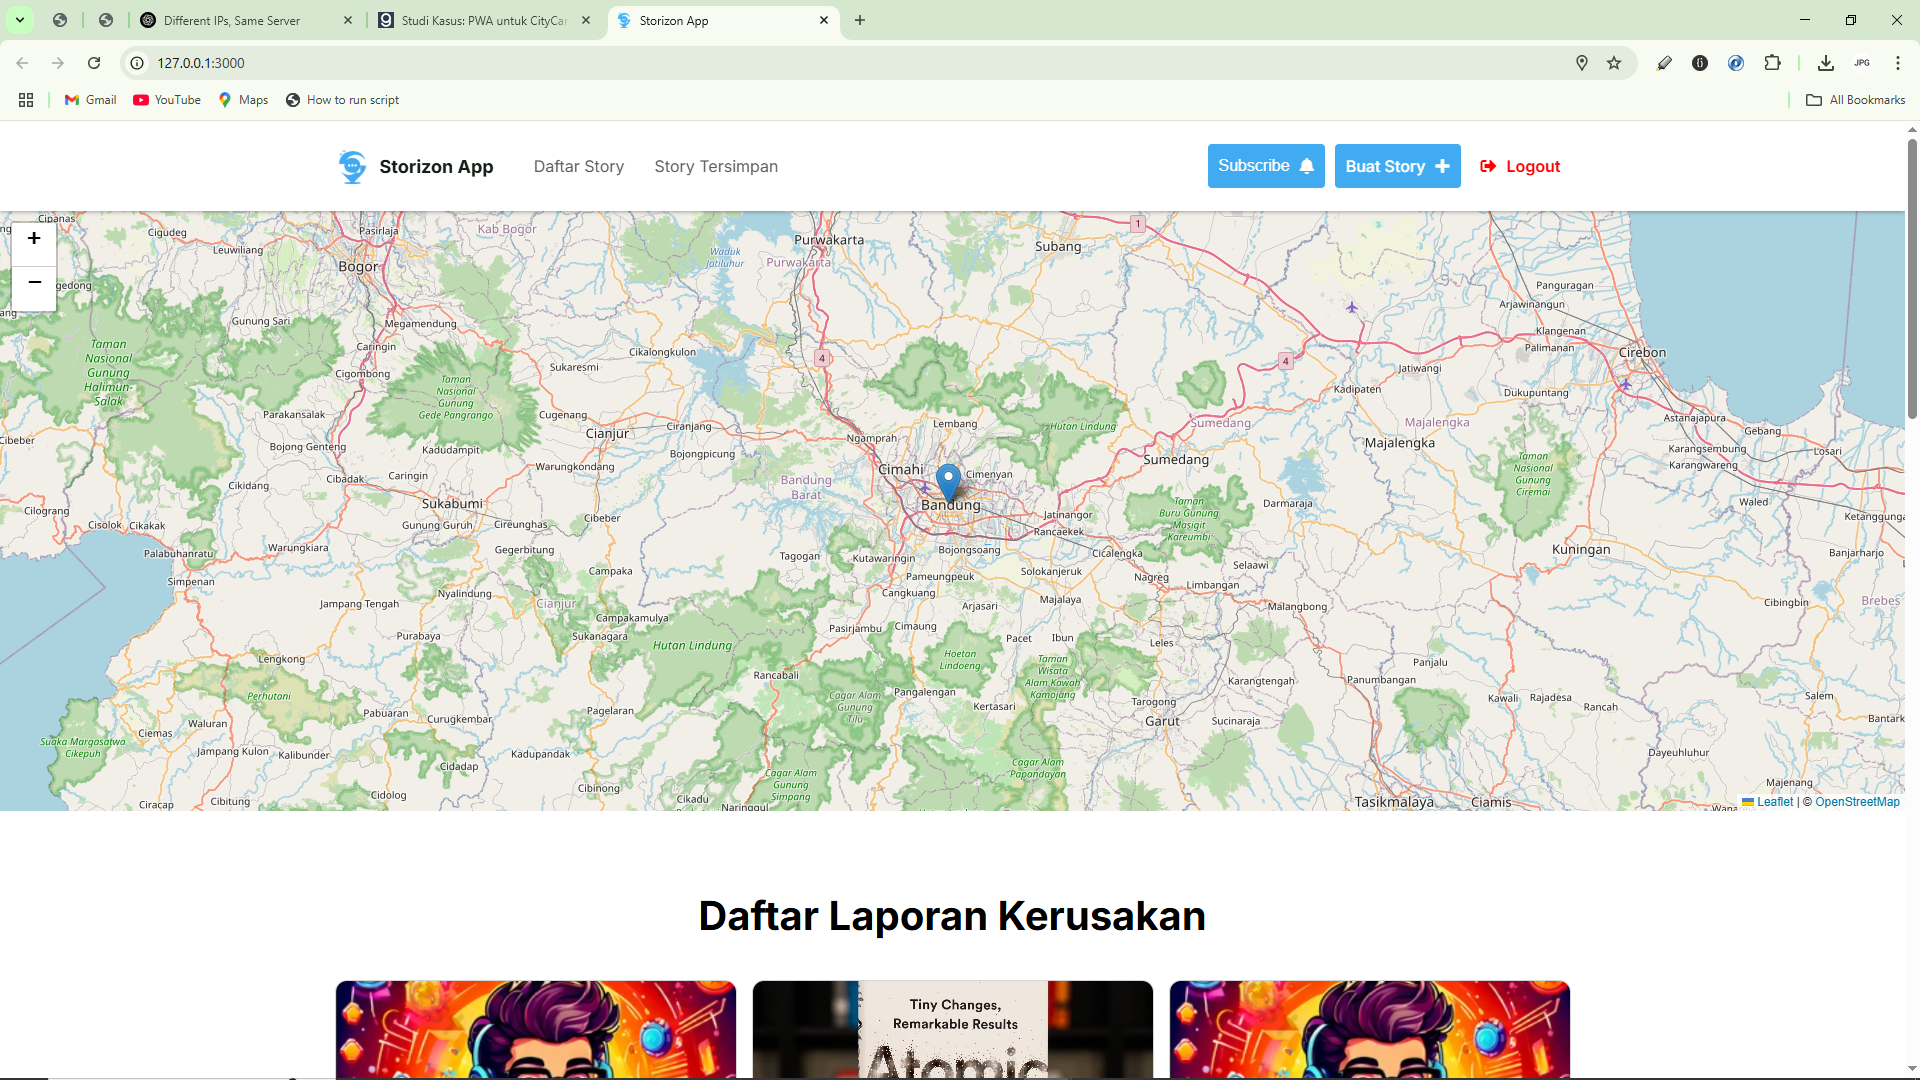 Different IPs, Same Server
Studi Kasus: PWA untuk CityCar
Storizon App
127.0.0.1:3000
JPG
Gmail
YouTube
Maps
How to run script
All Bookmarks
Storizon App
Daftar Story
Story Tersimpan
Subscribe
Buat Story
Logout
+
−
Cipanas
Cigudeg
Leuwiliang
Pasirlaja
Bogor
Kab Bogor
Waduk Jatiluhur
Purwakarta
Purwakarta
Subang
1
Panguragan
Arjawinangun
Klangenan
Palimanan
Cirebon
gedong
Gunung Sari
Megamendung
Caringin
Cigombong
Taman Nasional Gunung Halimun-Salak
Taman Nasional Gunung Gede Pangrango
Cikalongkulon
Sukaresmi
4
4
Jatiwangi
Kadipaten
Dukupuntang
Astanajapura
Gebang
Losari
Karangsembung
Karangwareng
Parakansalak
Cugenang
Cianjur
Ciranjang
Bojong Genteng
Kadudampit
Warungkondang
Bojongpicung
Ngamprah
Lembang
Hutan Lindung
Sumedang
Majalengka
Majalengka
Cibeber
Cimahi
Cimenyan
Sumedang
Taman Nasional Gunung Ciremai
Cikidang
Cibadak
Caringin
Sukabumi
Bandung Barat
Bandung
Jatinangor
Taman Buru Gunung Masigit Kareumbi
Darmaraja
Waled
Ketanggunga
Cilograng
Cisolok
Cikakak
Gunung Guruh
Cireunghas
Cibeber
Rancaekek
Palabuhanratu
Warungkiara
Gegerbitung
Tagogan
Kutawaringin
Bojongsoang
Cicalengka
Kuningan
Banjarharjo
Simpenan
Campaka
Pameungpeuk
Solokanjeruk
Selaawi
Nagreg
Limbangan
Nyalindung
Jampang Tengah
Cianjur
Campakamulya
Cangkuang
Arjasari
Majalaya
Malangbong
Cibingbin
Brebes
Purabaya
Sukanagara
Pasirjambu
Cimaung
Pacet
Ibun
Leles
Lengkong
Hutan Lindung
Hoetan Lindoeng
Panjalu
Perhutani
Rancabali
Taman Wisata Alam Kawah Kamojang
Karangtengah
Panumbangan
Pangalengan
Cagar Alam Gunung Tilu
Kertasari
Tarogong
Kawali
Rajadesa
Rancah
Salem
Waluran
Pabuaran
Curugkembar
Pagelaran
Garut
Sucinaraja
Bantark
Ciemas
Suaka Margasatwa Cikepuh
Jampang Kulon
Kalibunder
Kadupandak
Dayeuhluhur
Cidadap
Cagar Alam Gunung Simpang
Cagar Alam Papandayan
Cibinong
Majenang
Ciracap
Cibitung
Cidolog
Cikadu
Naringgul
Tasikmalaya
Ciamis
Wana
Leaflet | © OpenStreetMap
Daftar Laporan Kerusakan
Tiny Changes,
Remarkable Results
Atomic